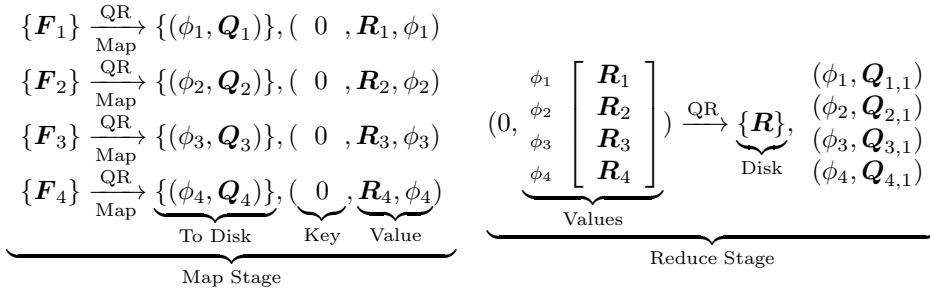 {F₁} QR Map → {(ϕ₁, Q₁)}, ( 0 , R₁, ϕ₁)
{F₂} QR Map → {(ϕ₂, Q₂)}, ( 0 , R₂, ϕ₂)
{F₃} QR Map → {(ϕ₃, Q₃)}, ( 0 , R₃, ϕ₃)
{F₄} QR Map → {(ϕ₄, Q₄)}, ( 0 , R₄, ϕ₄)
To Disk Key Value
Map Stage
(0, ϕ₁ ϕ₂ ϕ₃ ϕ₄ [ R₁ R₂ R₃ R₄ ] ) QR → {R}, (ϕ₁, Q₁,₁) (ϕ₂, Q₂,₁) (ϕ₃, Q₃,₁) (ϕ₄, Q₄,₁)
Values Disk
Reduce Stage